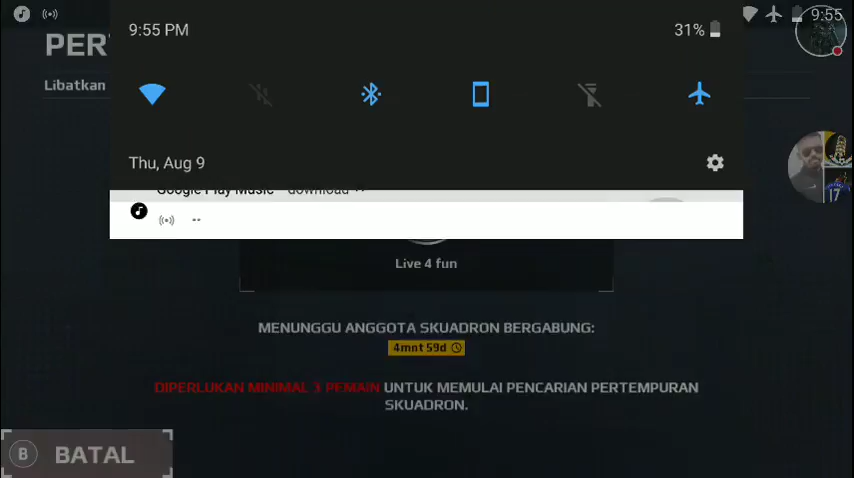 9:55
9:55 PM
31%
PER
Libatkan
Thu, Aug 9
Google Play Music download
--
17
Live 4 fun
MENUNGGU ANGGOTA SKUADRON BERGABUNG:
4mnt 59d
DIPERLUKAN MINIMAL 3 PEMAIN UNTUK MEMULAI PENCARIAN PERTEMPURAN
SKUADRON.
B BATAL